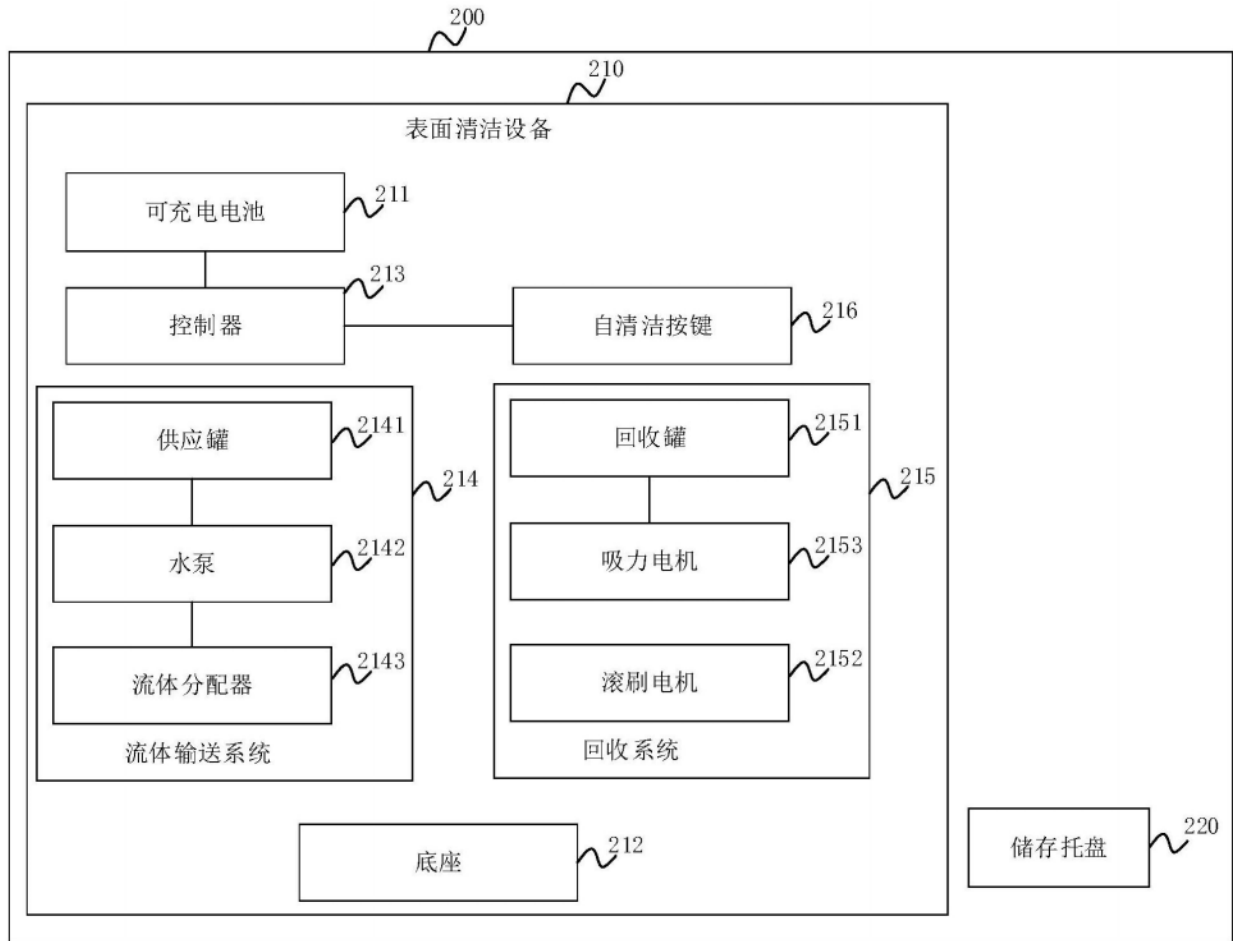 200
210
表面清洁设备
可充电电池
211
控制器
213
自清洁按键
216
供应罐
2141
水泵
2142
流体分配器
2143
流体输送系统
214
回收罐
2151
吸力电机
2153
滚刷电机
2152
回收系统
215
底座
212
储存托盘
220